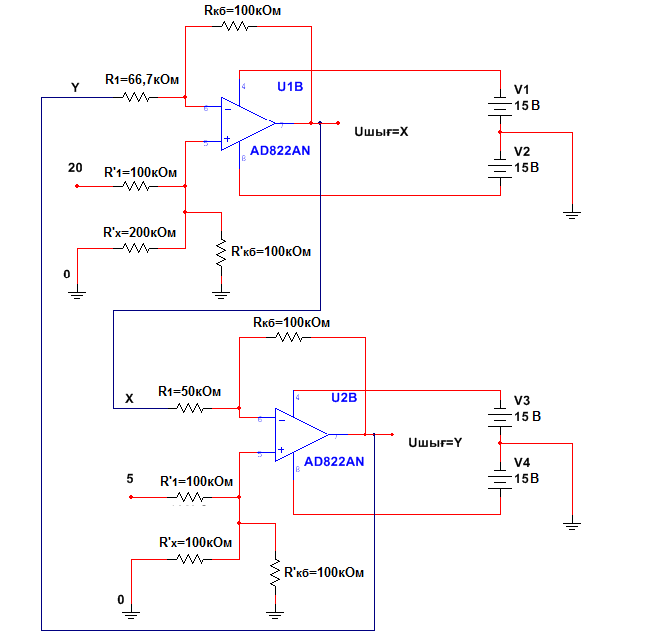 Rкб=100кОм
R1=66,7кОм
Y
4
U1B
V1
15 В
6
7
Uшығ=X
5
AD822AN
V2
15В
8
20
R'1=100кОм
R'x=200кОм
R'кб=100кОм
0
Rкб=100кОм
R1=50кОм
X
4
U2B
V3
15 В
6
7
Uшығ=Y
5
AD822AN
V4
15В
8
5
R'1=100кОм
R'x=100кОм
R'кб=100кОм
0